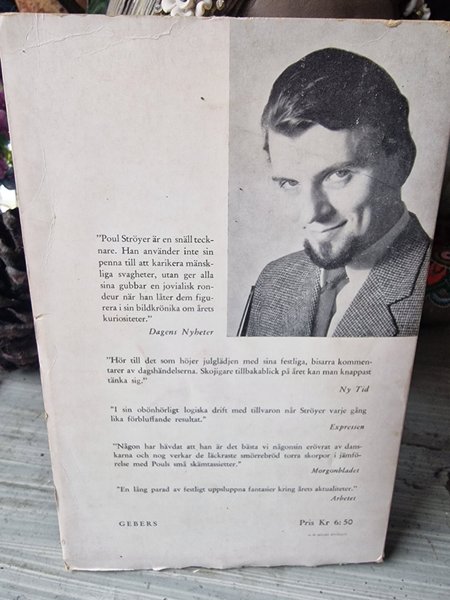 "Poul Ströyer är en snäll teck-
nare. Han använder inte sin
penna till att karikera mänsk-
liga svagheter, utan ger alla
sina gubbar en jovialisk ron-
deur när han låter dem figu-
rera i sin bildkrönika om årets
kuriositeter."
Dagens Nyheter
"Hör till det som höjer julglädjen med sina festliga, bisarra kommen-
tarer av dagshändelserna. Skojigare tillbakablick på året kan man knappast
tänka sig."
Ny Tid
"I sin obönhörligt logiska drift med tillvaron når Ströyer varje gång
lika förbluffande resultat."
Expressen
"Någon har hävdat att han är det bästa vi någonsin erövrat av dans-
karna och nog verkar de läckraste smörrebröd torra skorpor i jämfö-
relse med Pouls små skämtassietter."
Morgonbladet
"En lång parad av festligt uppsluppna fantasier kring årets aktualiteter."
Arbetet
GEBERS
Pris Kr 6:50